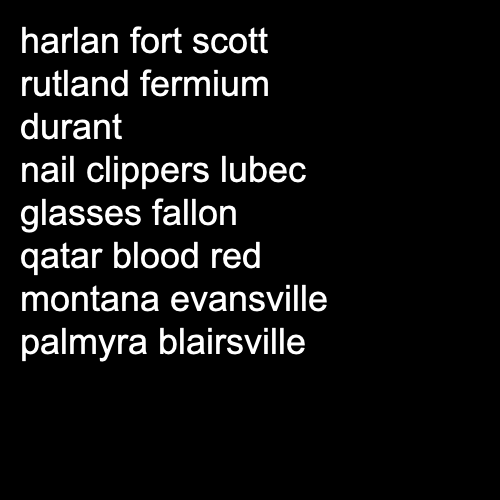 harlan fort scott
rutland fermium
durant
nail clippers lubec
glasses fallon
qatar blood red
montana evansville
palmyra blairsville